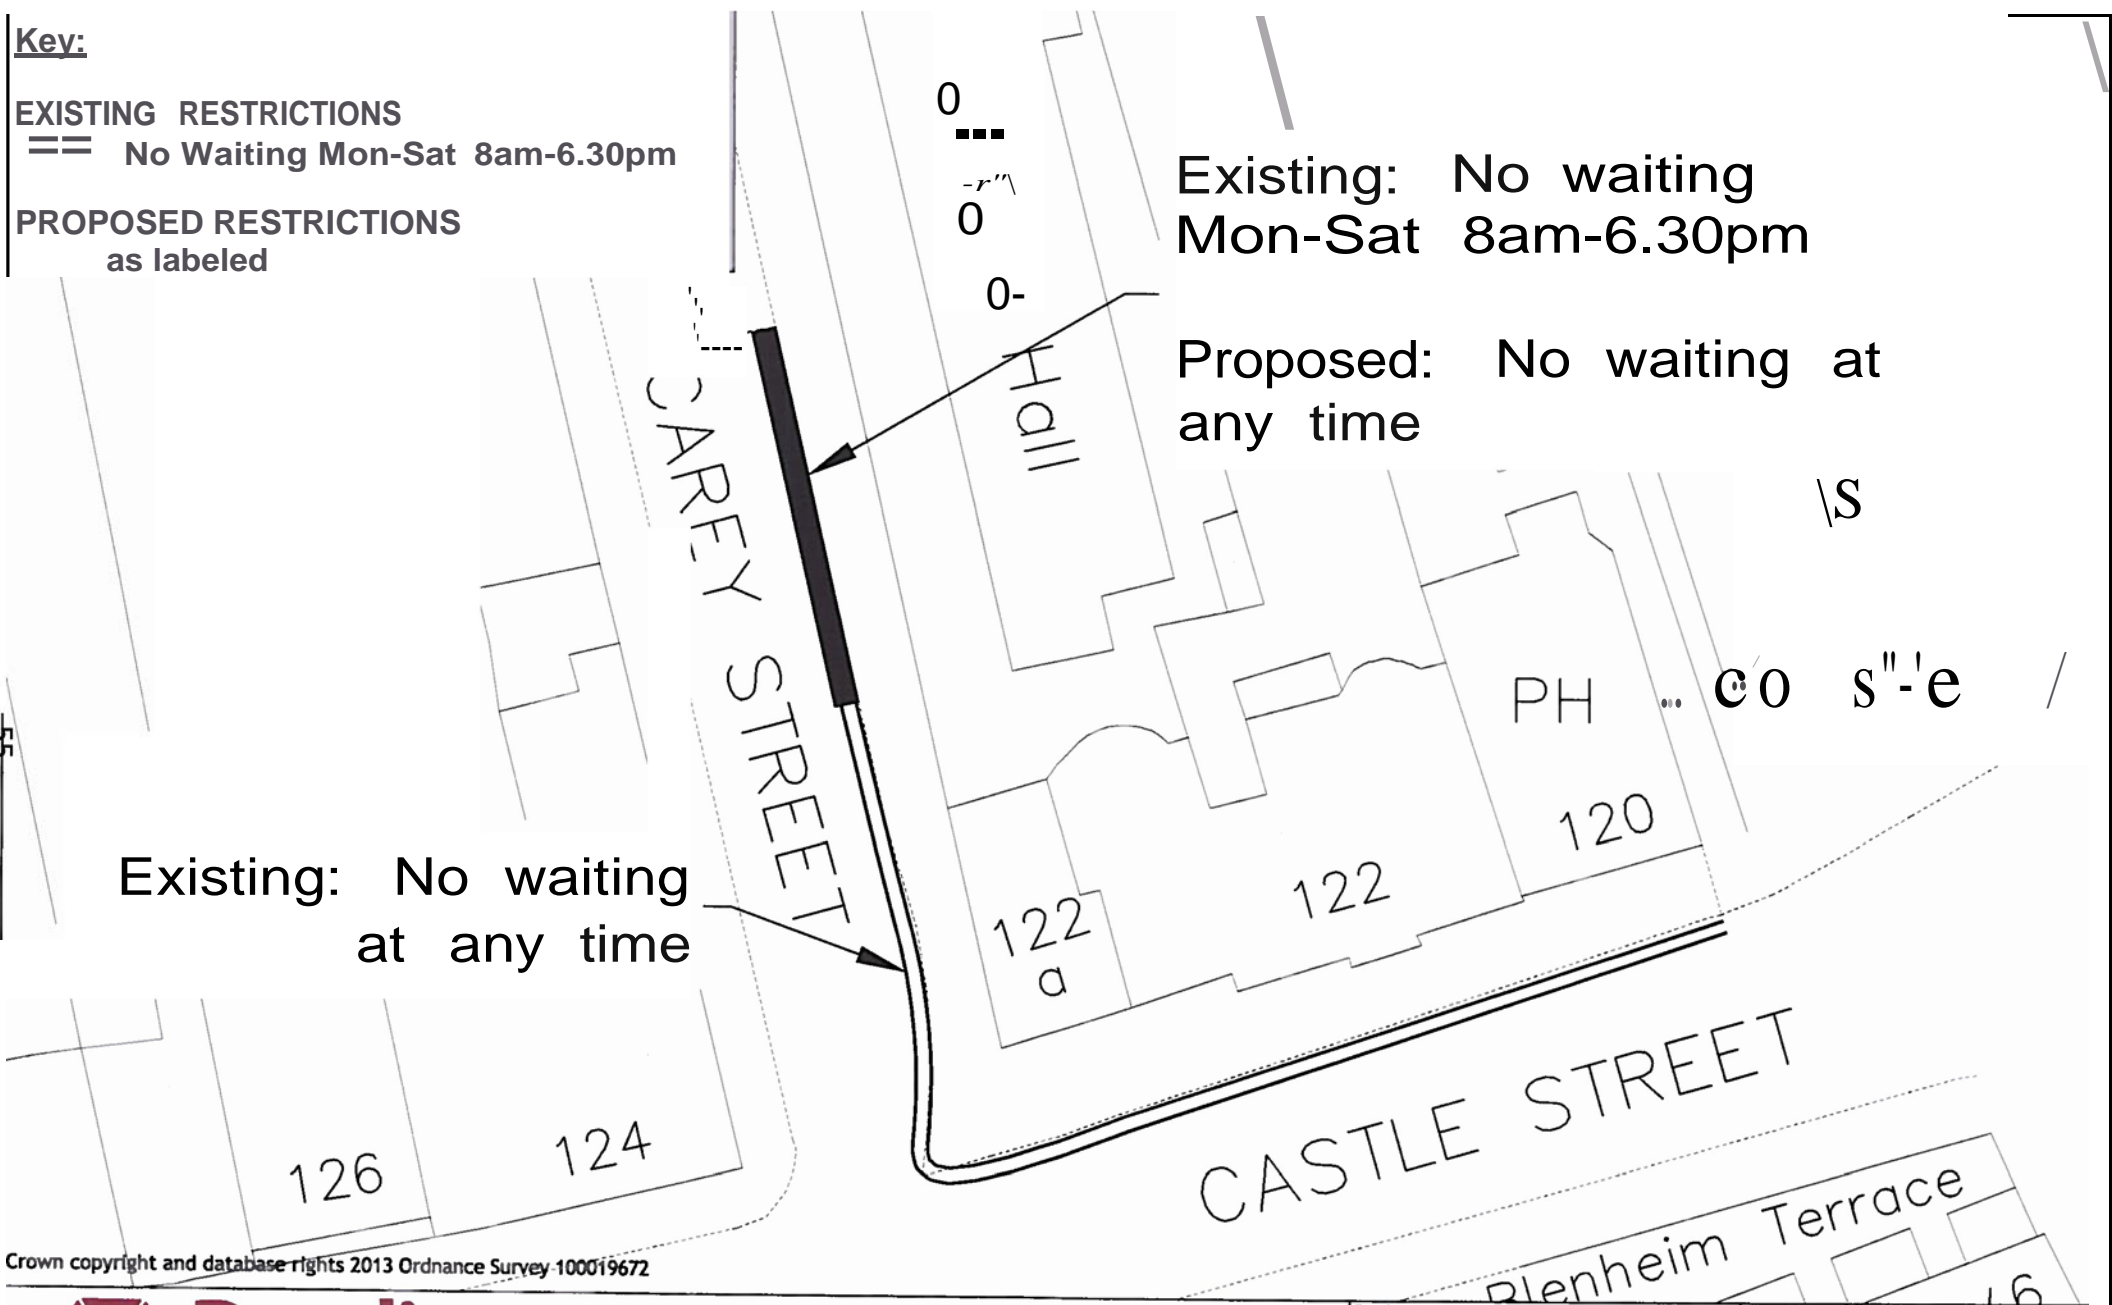 Key:
EXISTING RESTRICTIONS
== No Waiting Mon-Sat 8am-6.30pm
PROPOSED RESTRICTIONS
as labeled
Existing: No waiting
Mon-Sat 8am-6.30pm
Proposed: No waiting at
any time
Hall
CAREY STREET
PH
120
122
122
a
Existing: No waiting
at any time
CASTLE STREET
124
126
Blenheim Terrace
Crown copyright and database rights 2013 Ordnance Survey 100019672